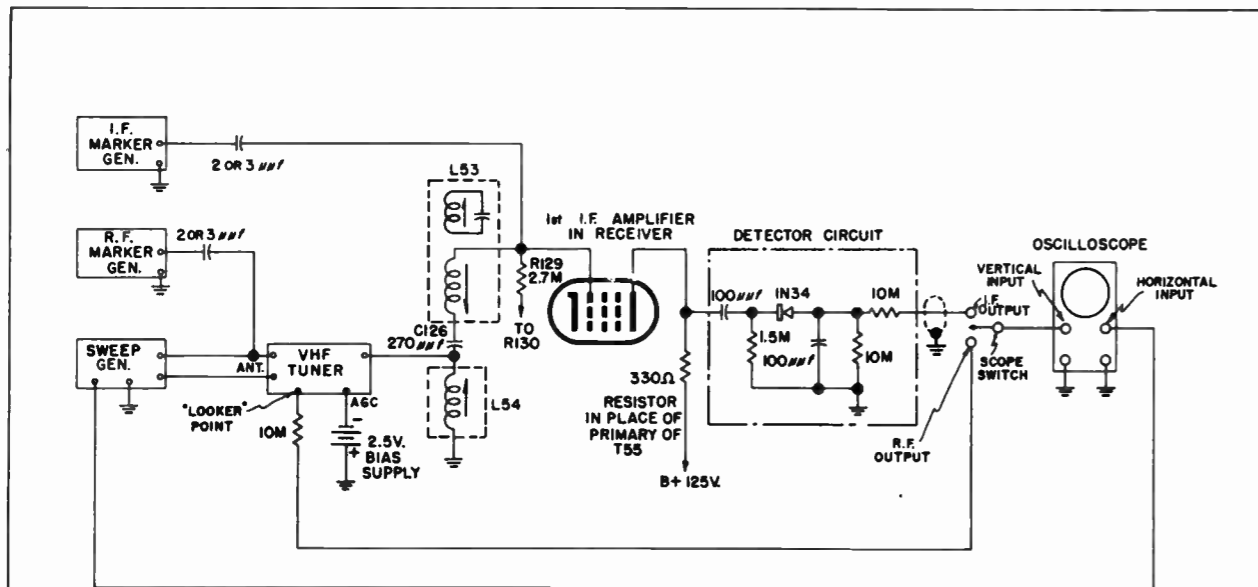 I.F.
MARKER
GEN.
2 OR 3 µµf
L53
R.F.
MARKER
GEN.
2 OR 3 µµf
1st I.F. AMPLIFIER
IN RECEIVER
R129
2.7M
TO
R130
C126
270 µµf
SWEEP
GEN.
ANT.
VHF
TUNER
AGC
"LOOKER"
POINT
10M
2.5V.
BIAS
SUPPLY
-
+
L54
330Ω
RESISTOR
IN PLACE OF
PRIMARY OF
T55
B+ 125V.
DETECTOR CIRCUIT
100µµf
1N34
10M
1.5M
100µµf
10M
I.F.
OUTPUT
SCOPE
SWITCH
R.F.
OUTPUT
OSCILLOSCOPE
VERTICAL
INPUT
HORIZONTAL
INPUT